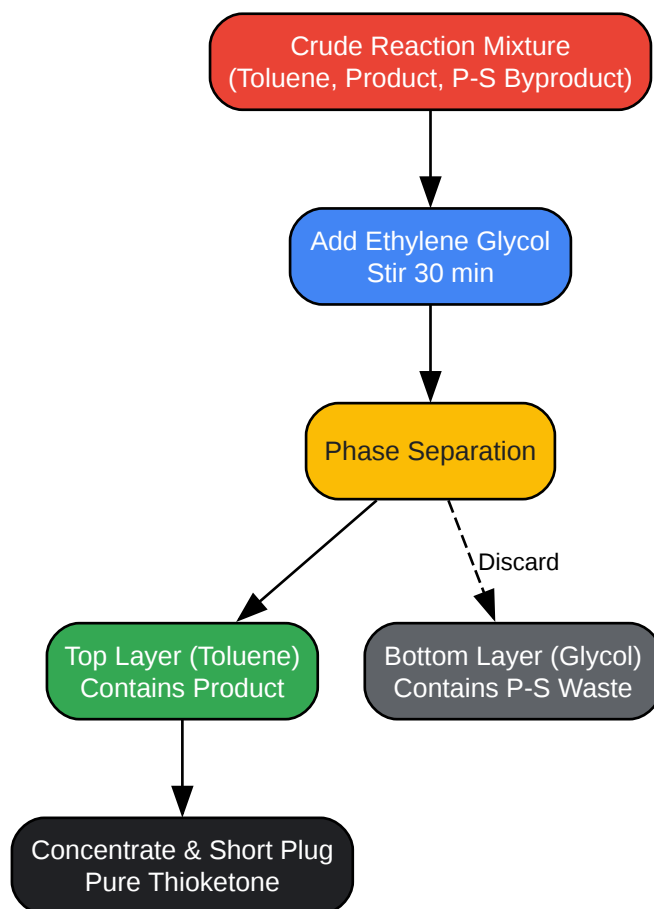 Crude Reaction Mixture
(Toluene, Product, P-S Byproduct)
Add Ethylene Glycol
Stir 30 min
Phase Separation
Discard
Top Layer (Toluene)
Contains Product
Bottom Layer (Glycol)
Contains P-S Waste
Concentrate & Short Plug
Pure Thioketone